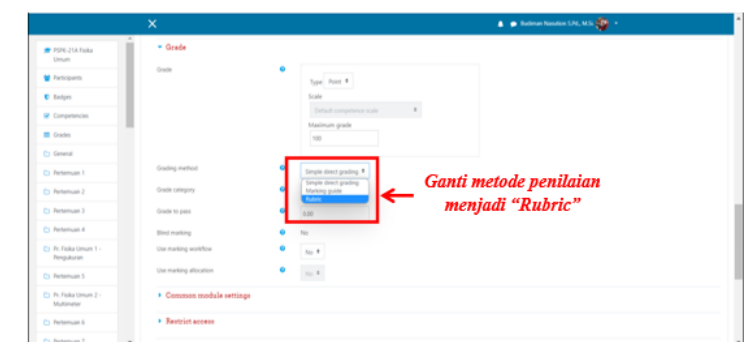 Budiman Nasution S.Pd., M.Si.
PSPK-21A Fisika
Umum
Participants
Badges
Competencies
Grades
General
Pertemuan 1
Pertemuan 2
Pertemuan 3
Pertemuan 4
Pr. Fisika Umum 1 -
Pengukuran
Pertemuan 5
Pr. Fisika Umum 2 -
Multimeter
Pertemuan 6
Pertemuan 7
Grade
Grade
Type Point
Scale
Default competence scale
Maximum grade
100
Grading method
Simple direct grading
Simple direct grading
Marking guide
Rubric
Grade category
Grade to pass
0.00
Blind marking
No
Use marking workflow
No
Use marking allocation
No
Common module settings
Restrict access
Ganti metode penilaian
menjadi “Rubric”